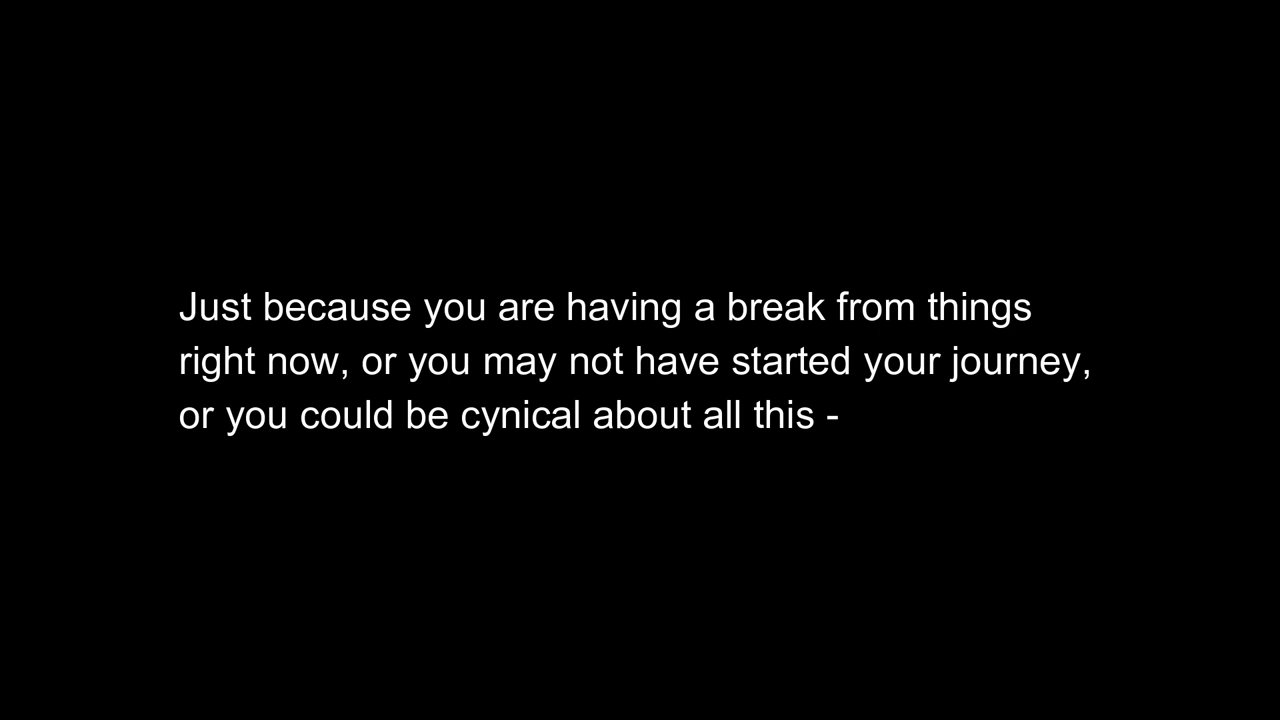 Just because you are having a break from things
right now, or you may not have started your journey,
or you could be cynical about all this -